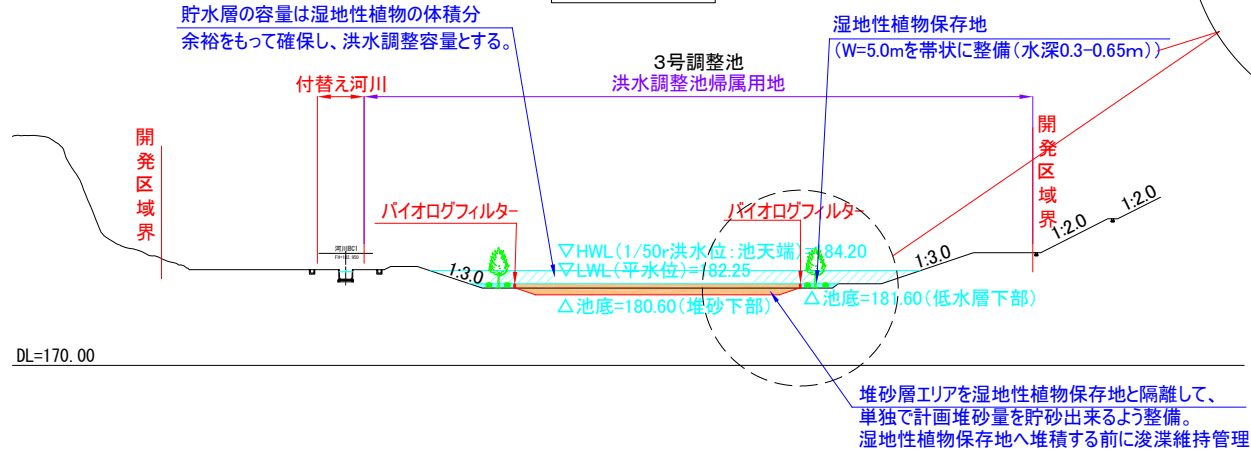 貯水層の容量は湿地性植物の体積分
余裕をもって確保し、洪水調整容量とする。
湿地性植物保存地
(W=5.0mを帯状に整備(水深0.3-0.65m))
3号調整池
洪水調整池帰属用地
付替え河川
開発区域界
開発区域界
バイオログフィルター
バイオログフィルター
1:2.0
1:2.0
1:3.0
1:3.0
河川BC1
▽HWL(1/50r洪水位:池天端)=184.20
▽LWL(平水位)=182.25
△池底=180.60(堆砂下部)
△池底=181.60(低水層下部)
DL=170.00
堆砂層エリアを湿地性植物保存地と隔離して、
単独で計画堆砂量を貯砂出来るよう整備。
湿地性植物保存地へ堆積する前に浚渫維持管理